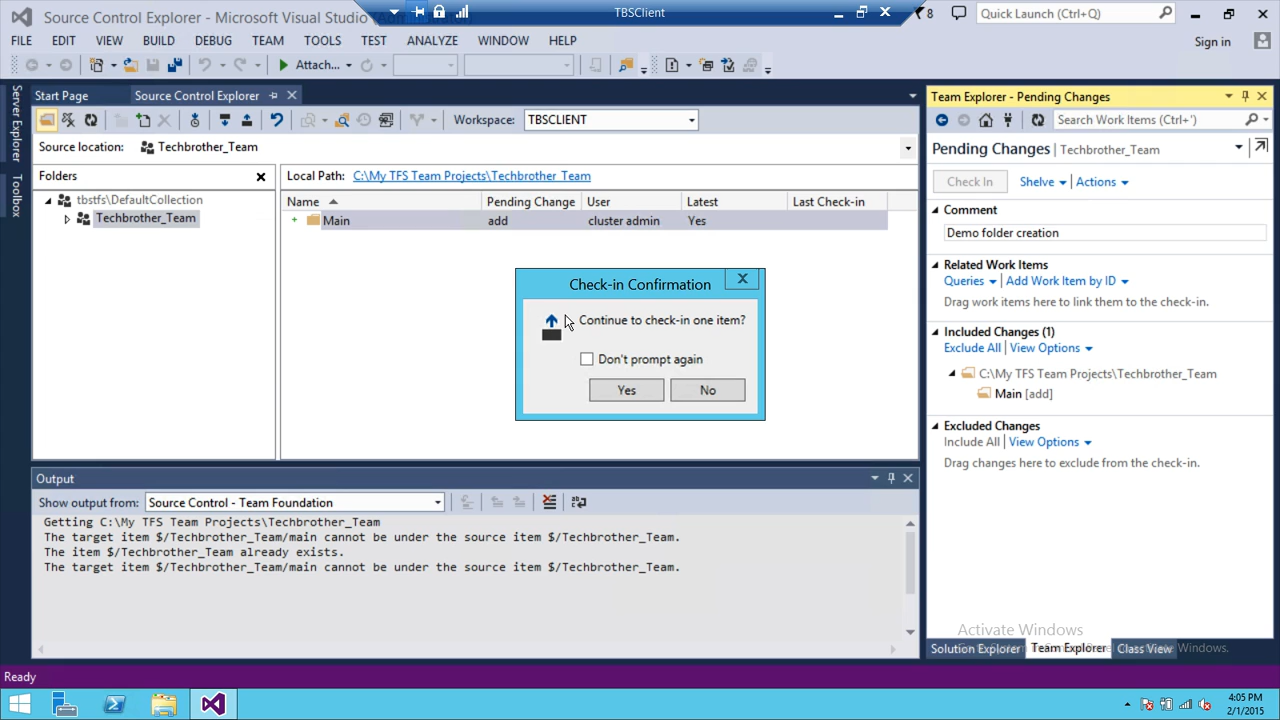 Source Control Explorer - Microsoft Visual Studio
TBSClient
8
Quick Launch (Ctrl+')
FILE EDIT VIEW BUILD DEBUG TEAM TOOLS TEST ANALYZE WINDOW HELP
Sign in
Attach...
Server Explorer
Toolbox
Start Page
Source Control Explorer
Workspace: TBSCLIENT
Source location: Techbrother_Team
Folders
Local Path: C:\My TFS Team Projects\Techbrother_Team
tbstfs\DefaultCollection
Techbrother_Team
Name Pending Change User Latest Last Check-in
Main add cluster admin Yes
Check-in Confirmation
X
Continue to check-in one item?
Don't prompt again
Yes No
Team Explorer - Pending Changes
Search Work Items (Ctrl+')
Pending Changes | Techbrother_Team
Check In Shelve Actions
Comment
Demo folder creation
Related Work Items
Queries Add Work Item by ID
Drag work items here to link them to the check-in.
Included Changes (1)
Exclude All View Options
C:\My TFS Team Projects\Techbrother_Team
Main [add]
Excluded Changes
Include All View Options
Drag changes here to exclude from the check-in.
Output
Show output from: Source Control - Team Foundation
Getting C:\My TFS Team Projects\Techbrother_Team
The target item $/Techbrother_Team/main cannot be under the source item $/Techbrother_Team.
The item $/Techbrother_Team already exists.
The target item $/Techbrother_Team/main cannot be under the source item $/Techbrother_Team.
Activate Windows
Windows.
Solution Explorer Team Explorer Class View
Ready
4:05 PM
2/1/2015